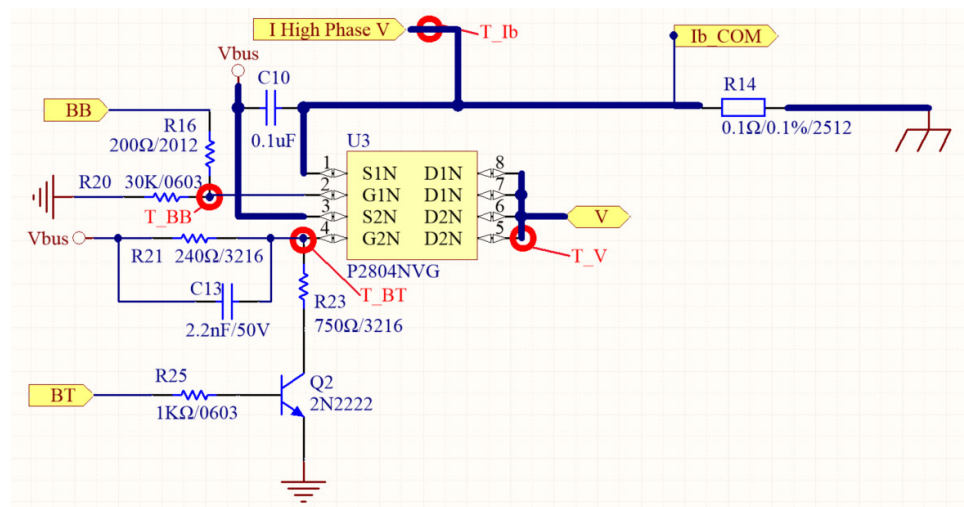 I High Phase V
T_Ib
Ib_COM
Vbus
C10
0.1uF
R14
0.1Ω/0.1%/2512
BB
R16
200Ω/2012
U3
R20
30K/0603
T_BB
1
S1N
D1N
8
2
G1N
D1N
7
3
S2N
D2N
6
4
G2N
D2N
5
V
T_V
P2804NVG
Vbus
R21
240Ω/3216
T_BT
C13
2.2nF/50V
R23
750Ω/3216
BT
R25
1KΩ/0603
Q2
2N2222